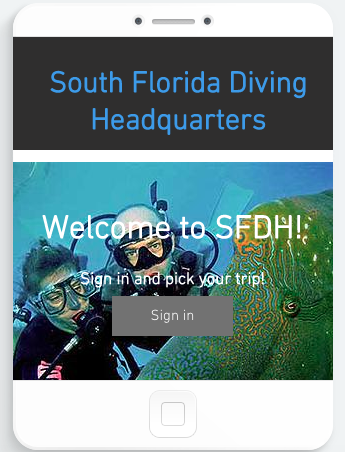 South Florida Diving
Headquarters
Welcome to SFDH!
Sign in and pick your trip!
Sign in